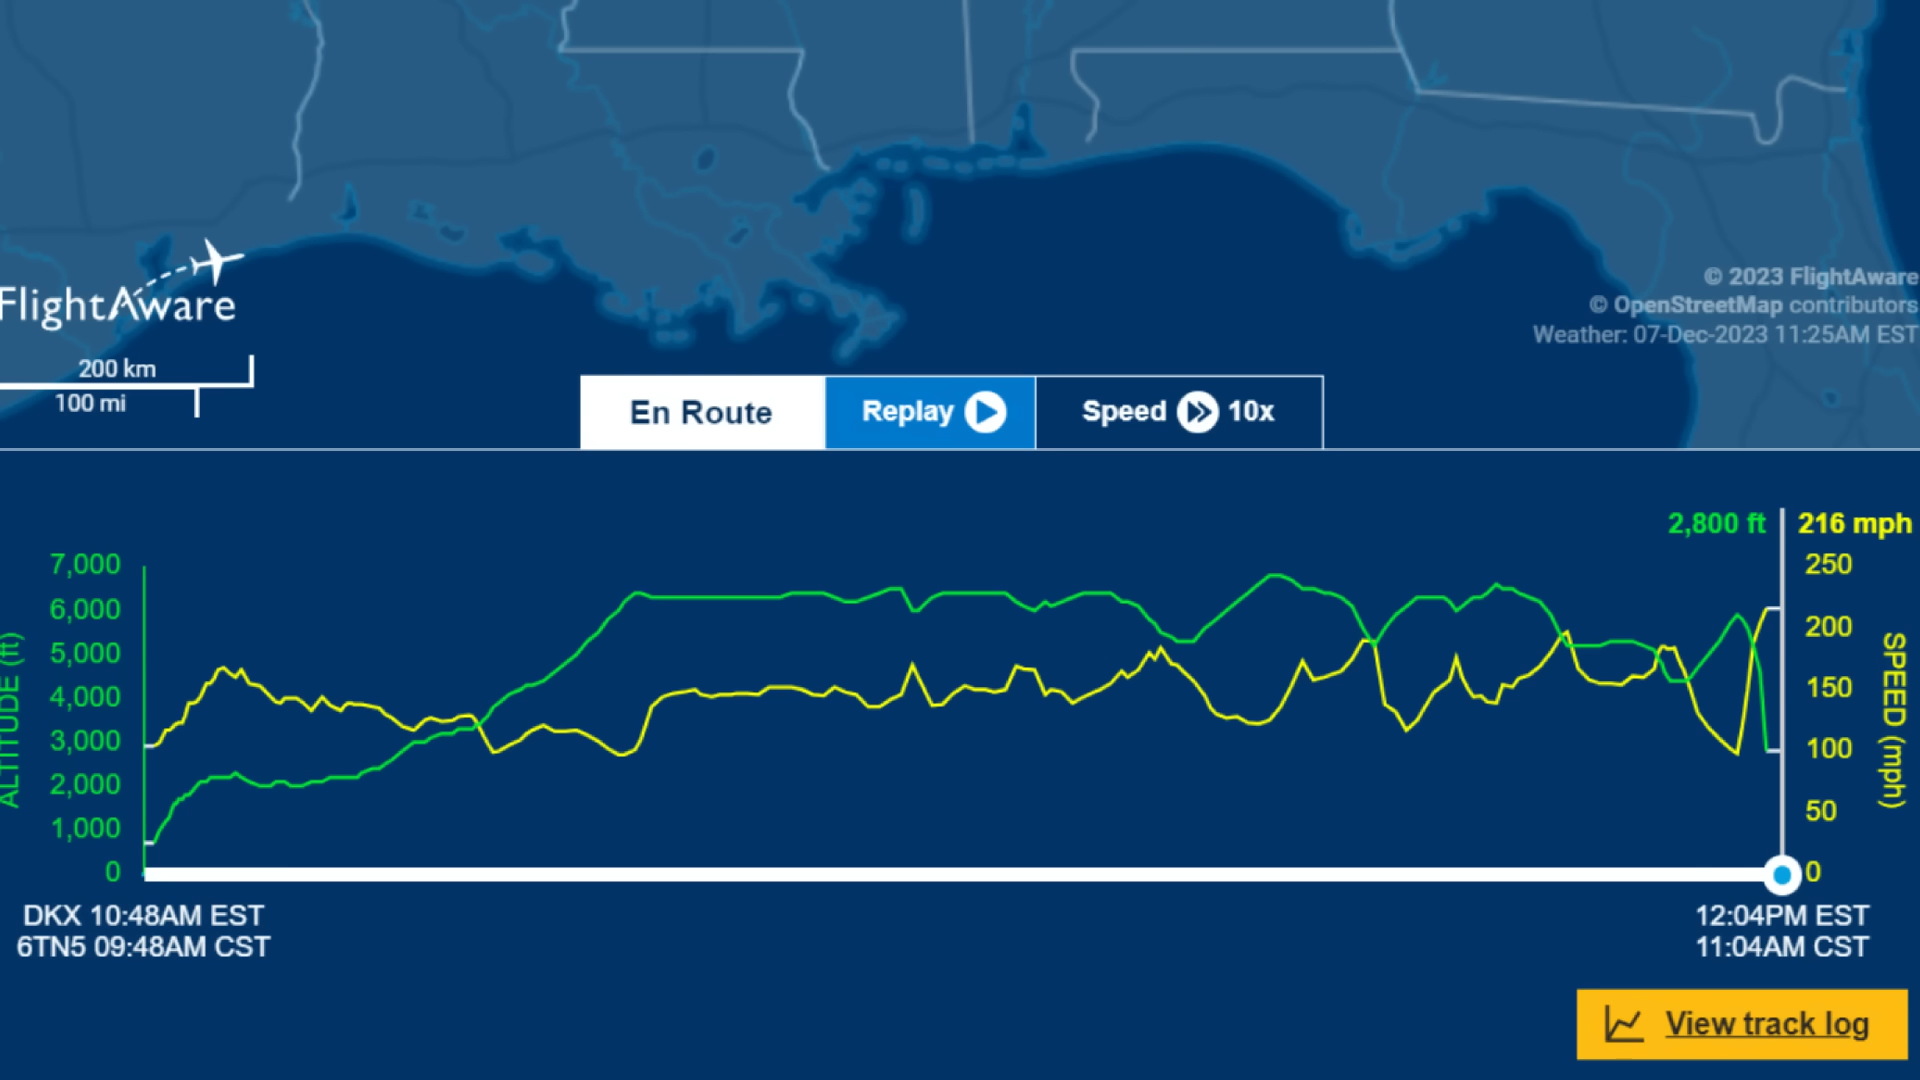 FlightAware
200 km
100 mi
© 2023 FlightAware
© OpenStreetMap contributors
Weather: 07-Dec-2023 11:25AM EST
En Route
Replay
Speed 10x
2,800 ft
216 mph
7,000
6,000
5,000
4,000
3,000
2,000
1,000
0
ALTITUDE (ft)
250
200
150
100
50
0
SPEED (mph)
DKX 10:48AM EST
6TN5 09:48AM CST
12:04PM EST
11:04AM CST
View track log